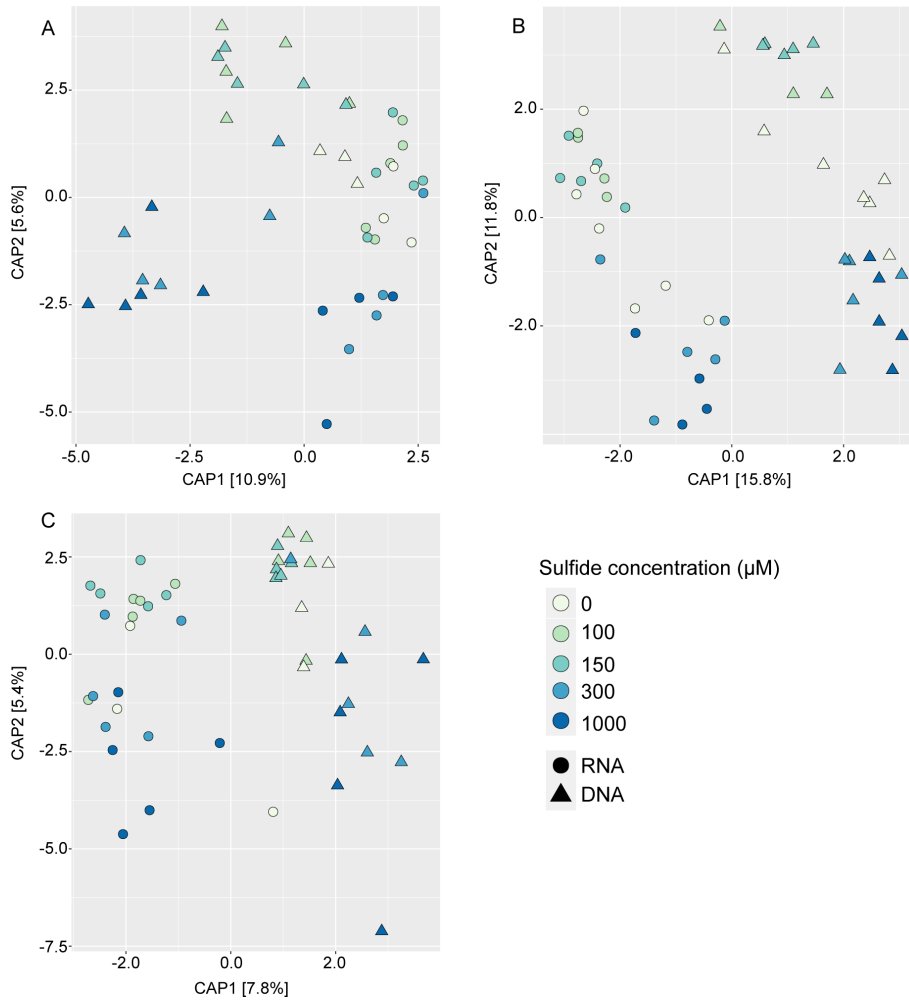 A
2.5
0.0
-2.5
-5.0
CAP2 [5.6%]
-5.0 -2.5 0.0 2.5
CAP1 [10.9%]
B
2.0
0.0
-2.0
CAP2 [11.8%]
-2.0 0.0 2.0
CAP1 [15.8%]
C
2.5
0.0
-2.5
-5.0
-7.5
CAP2 [5.4%]
-2.0 0.0 2.0
CAP1 [7.8%]
Sulfide concentration (µM)
0
100
150
300
1000
RNA
DNA